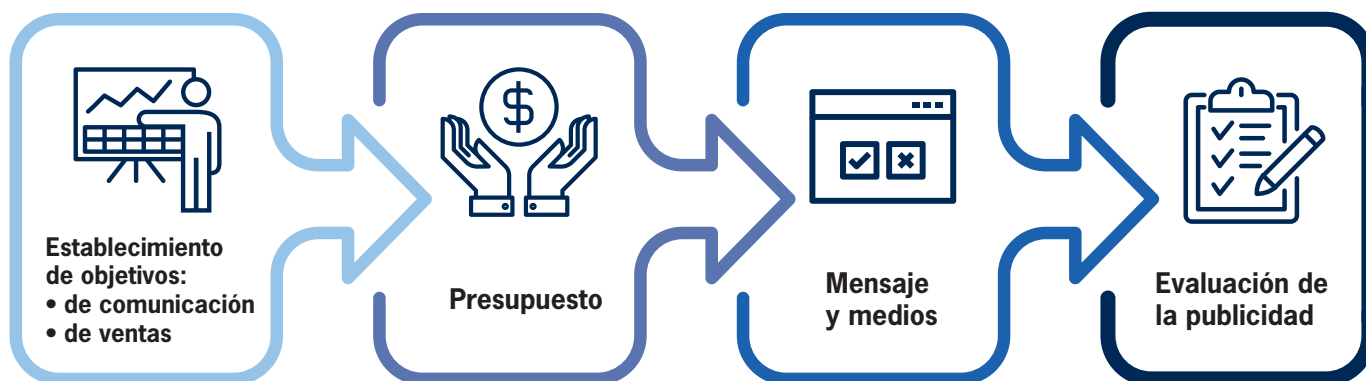 Establecimiento
de objetivos:
• de comunicación
• de ventas
$
Presupuesto
Mensaje
y medios
Evaluación de
la publicidad